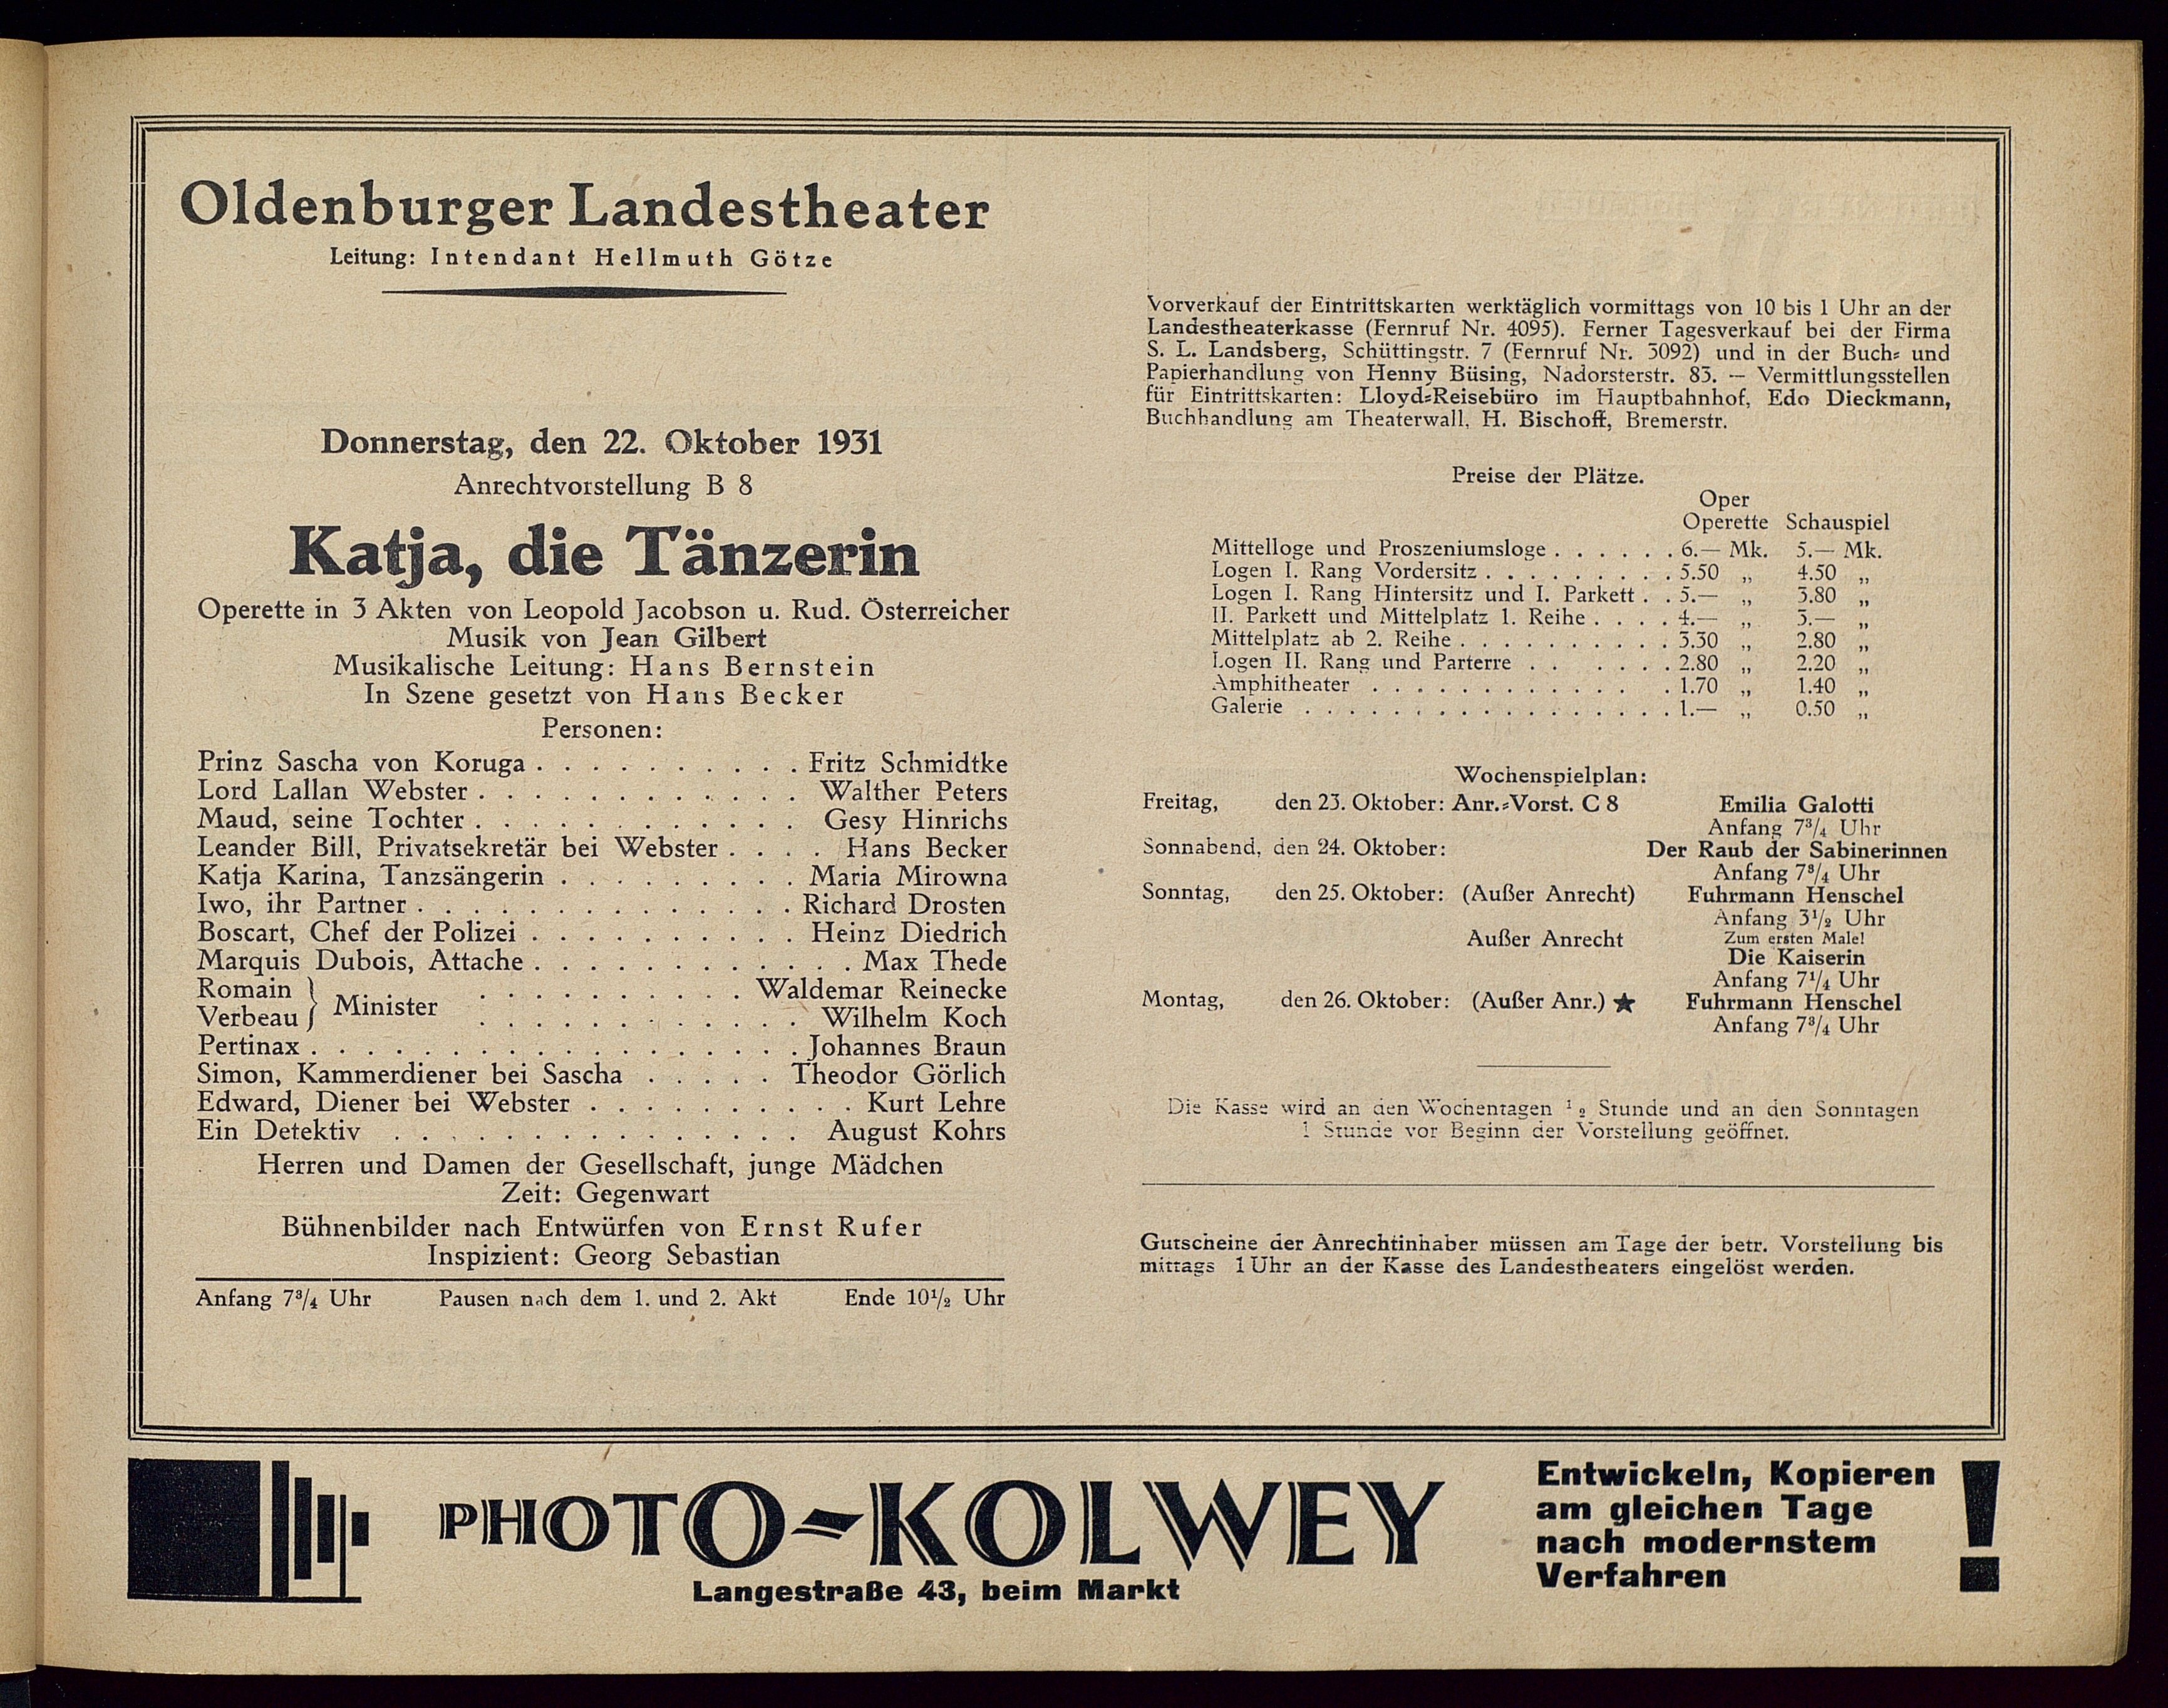 Oldenburger Landestheater
Leitung: Intendant Hellmuth Götze
Donnerstag, den 22. Oktober 1931
Anrechtvorstellung B 8
Katja, die Tänzerin
Operette in 3 Akten von Leopold Jacobson u. Rud. Österreicher
Musik von Jean Gilbert
Musikalische Leitung: Hans Bernstein
In Szene gesetzt von Hans Becker
Personen:
Prinz Sascha von Koruga . . . . . . . . . . Fritz Schmidtke
Lord Lallan Webster . . . . . . . . . . . . Walther Peters
Maud, seine Tochter . . . . . . . . . . . . Gesy Hinrichs
Leander Bill, Privatsekretär bei Webster . . . . Hans Becker
Katja Karina, Tanzsängerin . . . . . . . . . Maria Mirowna
Iwo, ihr Partner . . . . . . . . . . . . . . Richard Drosten
Boscart, Chef der Polizei . . . . . . . . . . Heinz Diedrich
Marquis Dubois, Attache . . . . . . . . . . . . Max Thede
Romain } Minister . . . . . . . . . . Waldemar Reinecke
Verbeau } . . . . . . . . . . . . Wilhelm Koch
Pertinax . . . . . . . . . . . . . . . . . . Johannes Braun
Simon, Kammerdiener bei Sascha . . . . . Theodor Görlich
Edward, Diener bei Webster . . . . . . . . . . Kurt Lehre
Ein Detektiv . . . . . . . . . . . . . . . August Kohrs
Herren und Damen der Gesellschaft, junge Mädchen
Zeit: Gegenwart
Bühnenbilder nach Entwürfen von Ernst Rufer
Inspizient: Georg Sebastian
Anfang 7³/₄ Uhr Pausen nach dem 1. und 2. Akt Ende 10¹/₂ Uhr
Vorverkauf der Eintrittskarten werktäglich vormittags von 10 bis 1 Uhr an der
Landestheaterkasse (Fernruf Nr. 4095). Ferner Tagesverkauf bei der Firma
S. L. Landsberg, Schüttingstr. 7 (Fernruf Nr. 3092) und in der Buch- und
Papierhandlung von Henny Büsing, Nadorsterstr. 83. — Vermittlungsstellen
für Eintrittskarten: Lloyd-Reisebüro im Hauptbahnhof, Edo Dieckmann,
Buchhandlung am Theaterwall, H. Bischoff, Bremerstr.
Preise der Plätze.
Oper
Operette Schauspiel
Mittelloge und Proszeniumsloge . . . . . . 6.— Mk. 5.— Mk.
Logen I. Rang Vordersitz . . . . . . . . . 5.50 „ 4.50 „
Logen I. Rang Hintersitz und I. Parkett . . 5.— „ 3.80 „
II. Parkett und Mittelplatz 1. Reihe . . . . 4.— „ 3.— „
Mittelplatz ab 2. Reihe . . . . . . . . . . 3.30 „ 2.80 „
Logen II. Rang und Parterre . . . . . . 2.80 „ 2.20 „
Amphitheater . . . . . . . . . . . . 1.70 „ 1.40 „
Galerie . . . . . . . . . . . . . . . . . 1.— „ 0.50 „
Wochenspielplan:
Freitag, den 23. Oktober: Anr.-Vorst. C 8 Emilia Galotti
Anfang 7³/₄ Uhr
Sonnabend, den 24. Oktober: Der Raub der Sabinerinnen
Anfang 7³/₄ Uhr
Sonntag, den 25. Oktober: (Außer Anrecht) Fuhrmann Henschel
Anfang 3¹/₂ Uhr
Außer Anrecht Zum ersten Male!
Die Kaiserin
Anfang 7¹/₄ Uhr
Montag, den 26. Oktober: (Außer Anr.) ★ Fuhrmann Henschel
Anfang 7³/₄ Uhr
Die Kasse wird an den Wochentagen ¹/₂ Stunde und an den Sonntagen
1 Stunde vor Beginn der Vorstellung geöffnet.
Gutscheine der Anrechtinhaber müssen am Tage der betr. Vorstellung bis
mittags 1 Uhr an der Kasse des Landestheaters eingelöst werden.
PHOTO-KOLWEY
Langestraße 43, beim Markt
Entwickeln, Kopieren
am gleichen Tage
nach modernstem
Verfahren
!